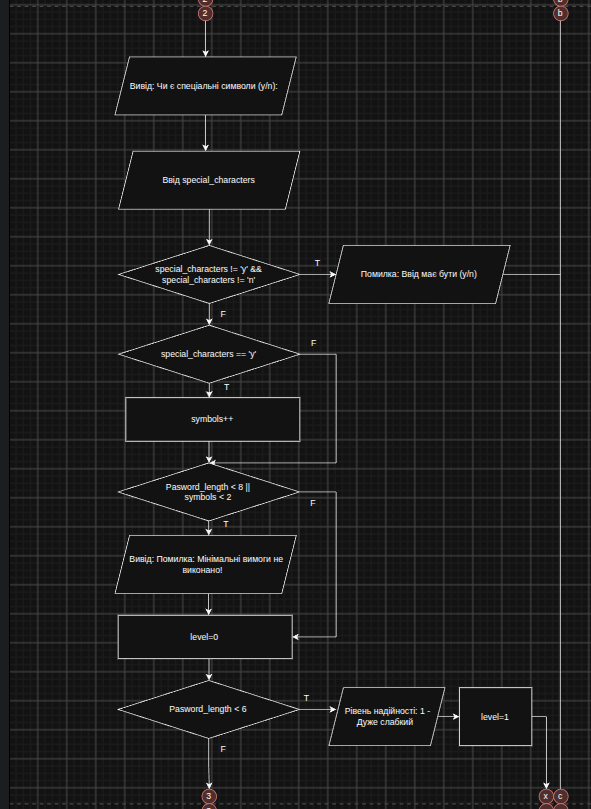 2
b
Вивід: Чи є спеціальні символи (y/n):
Ввід special_characters
special_characters != 'y' &&
special_characters != 'n'
T
Помилка: Ввід має бути (y/n)
F
special_characters == 'y'
F
T
symbols++
Pasword_length < 8 ||
symbols < 2
F
T
Вивід: Помилка: Мінімальні вимоги не
виконано!
level=0
Pasword_length < 6
T
Рівень надійності: 1 -
Дуже слабкий
level=1
F
3
x
c